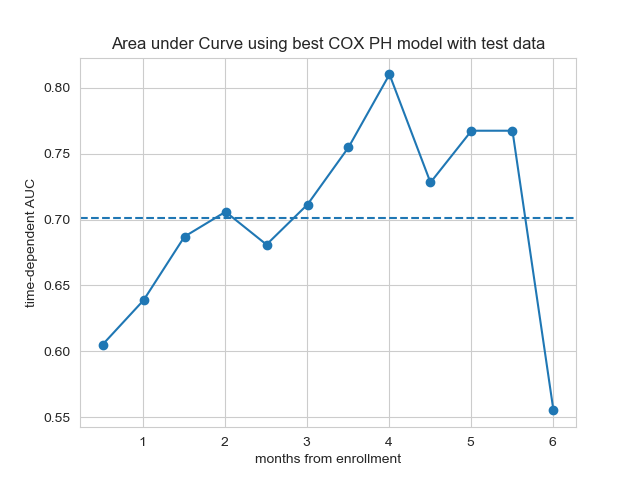 Area under Curve using best COX PH model with test data
time-dependent AUC
0.80
0.75
0.70
0.65
0.60
0.55
1 2 3 4 5 6
months from enrollment